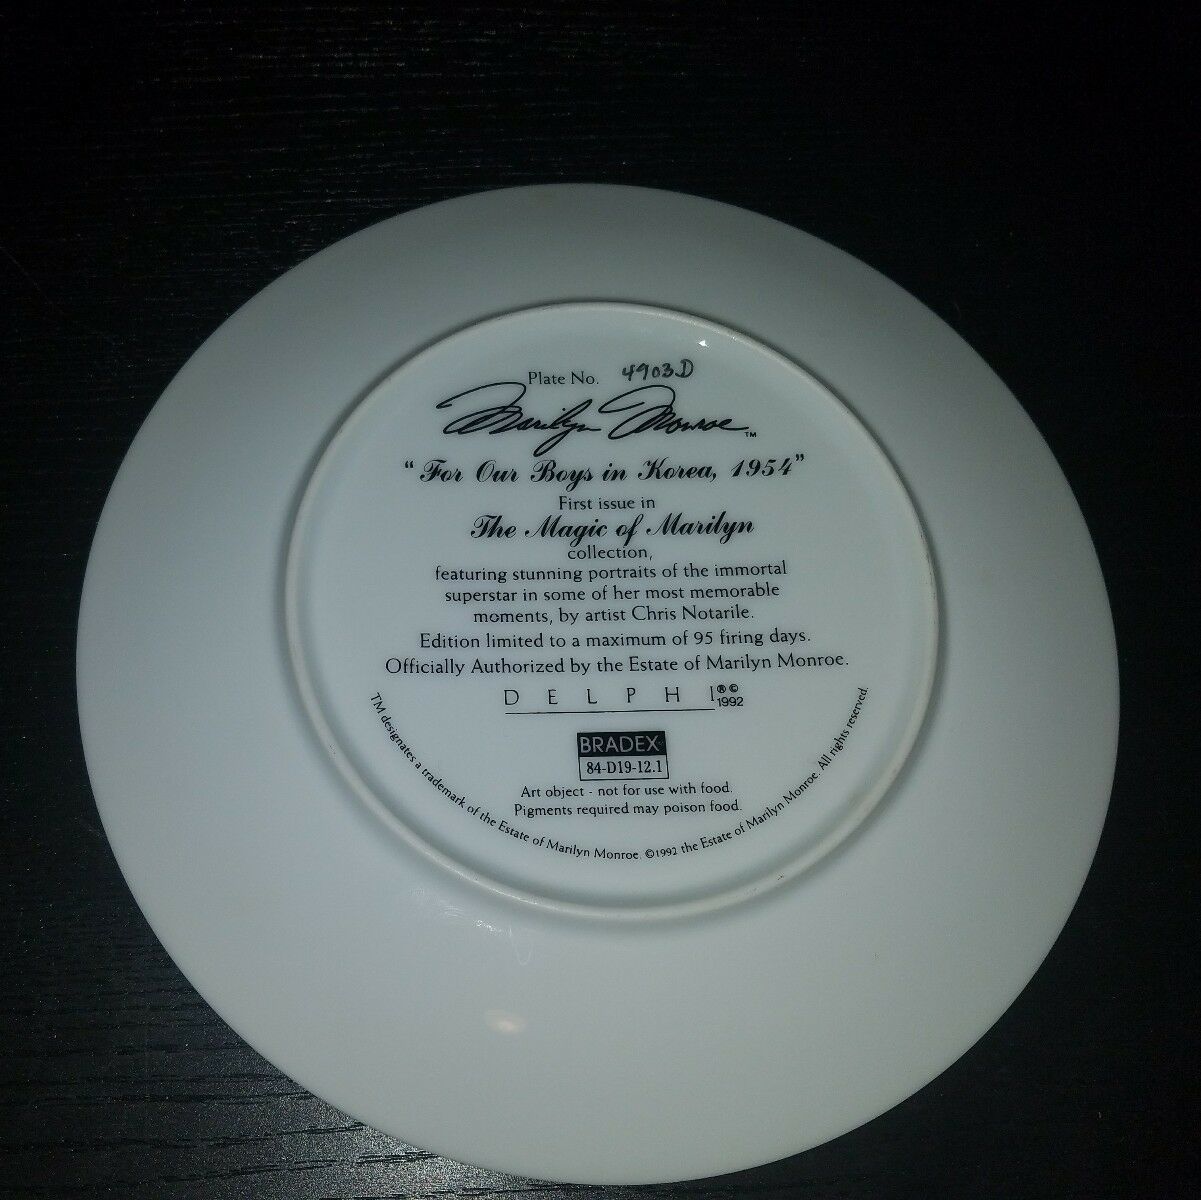 Plate No. 4903D
Marilyn Monroe™
“For Our Boys in Korea, 1954”
First issue in
The Magic of Marilyn
collection,
featuring stunning portraits of the immortal
superstar in some of her most memorable
moments, by artist Chris Notarile.
Edition limited to a maximum of 95 firing days.
Officially Authorized by the Estate of Marilyn Monroe.
DELPHI®©
1992
BRADEX®
84-D19-12.1
Art object - not for use with food.
Pigments required may poison food.
TM designates a trademark of the Estate of Marilyn Monroe. ©1992 the Estate of Marilyn Monroe. All rights reserved.